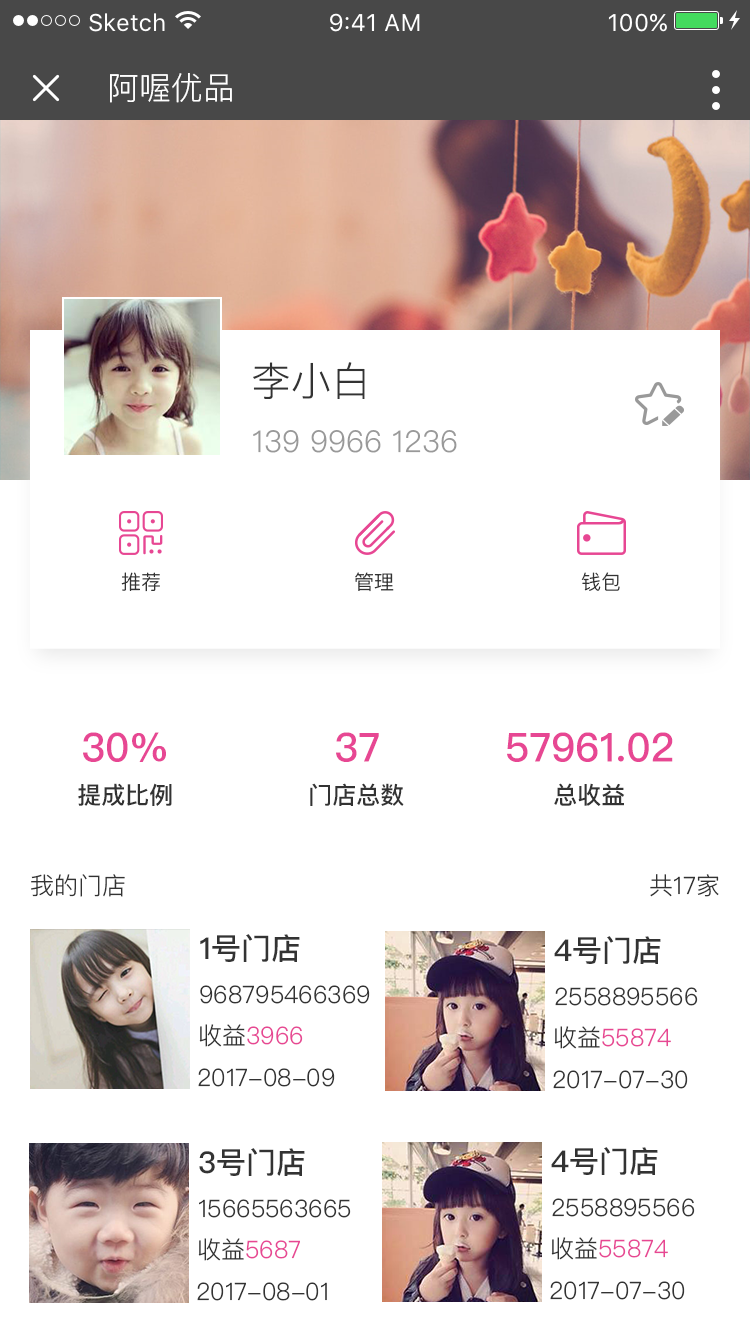 Sketch 9:41 AM 100%
阿喔优品
李小白
139 9966 1236
推荐 管理 钱包
30% 37 57961.02
提成比例 门店总数 总收益
我的门店 共17家
1号门店
968795466369
收益3966
2017-08-09
4号门店
2558895566
收益55874
2017-07-30
3号门店
15665563665
收益5687
2017-08-01
4号门店
2558895566
收益55874
2017-07-30